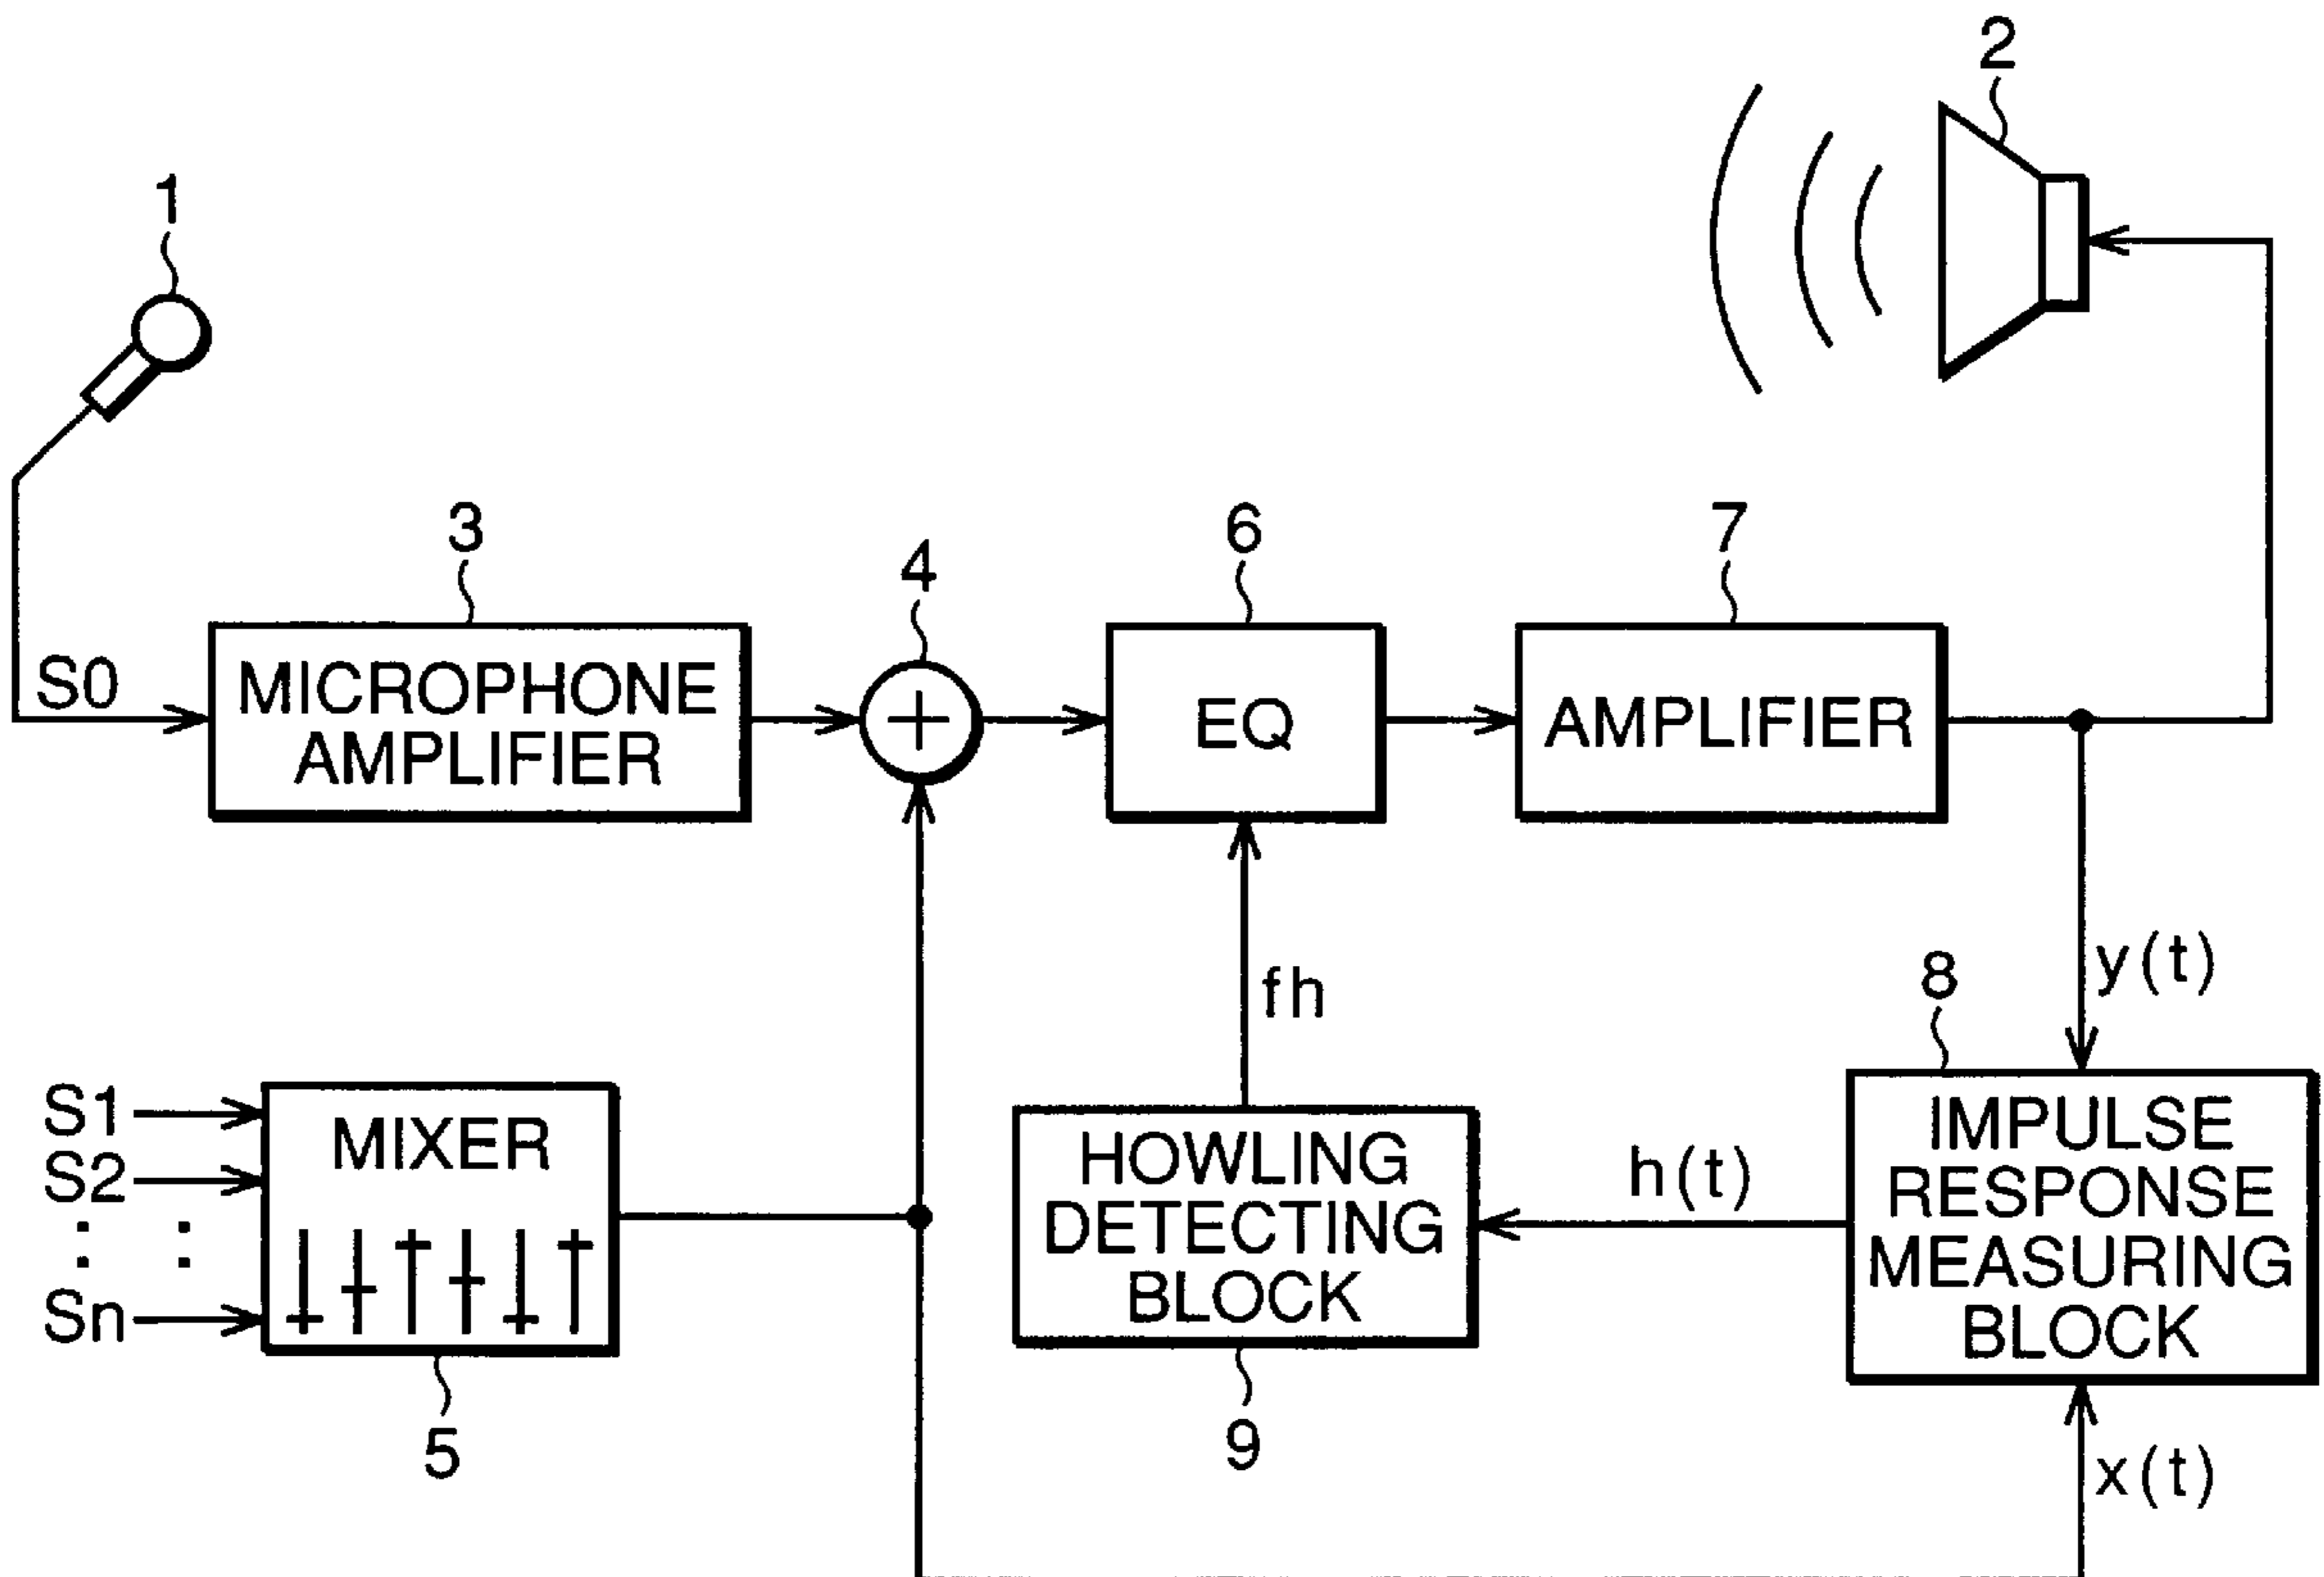 2
1
3
4
6
7
S0
MICROPHONE
AMPLIFIER
EQ
AMPLIFIER
y(t)
8
fh
S1
S2
:
:
Sn
MIXER
5
HOWLING
DETECTING
BLOCK
9
h(t)
IMPULSE
RESPONSE
MEASURING
BLOCK
x(t)